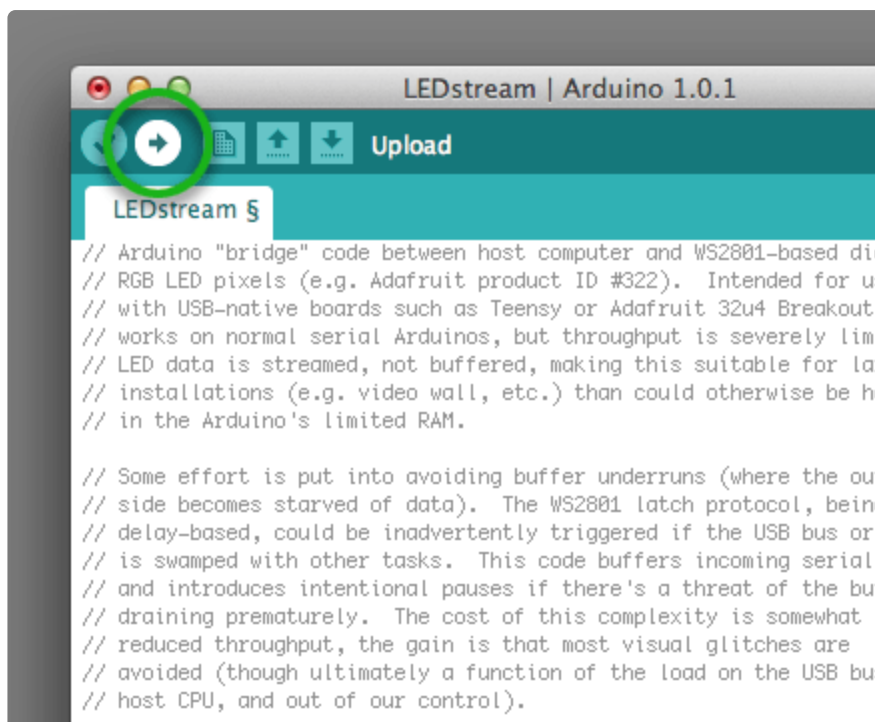 LEDstream | Arduino 1.0.1
Upload
LEDstream §
// Arduino "bridge" code between host computer and WS2801-based
// RGB LED pixels (e.g. Adafruit product ID #322).  Intended for
// with USB-native boards such as Teensy or Adafruit 32u4 Breakout
// works on normal serial Arduinos, but throughput is severely
// LED data is streamed, not buffered, making this suitable for
// installations (e.g. video wall, etc.) than could otherwise be
// in the Arduino's limited RAM.
// Some effort is put into avoiding buffer underruns (where the
// side becomes starved of data).  The WS2801 latch protocol,
// delay-based, could be inadvertently triggered if the USB bus or
// is swamped with other tasks.  This code buffers incoming serial
// and introduces intentional pauses if there's a threat of the
// draining prematurely.  The cost of this complexity is somewhat
// reduced throughput, the gain is that most visual glitches are
// avoided (though ultimately a function of the load on the USB
// host CPU, and out of our control).